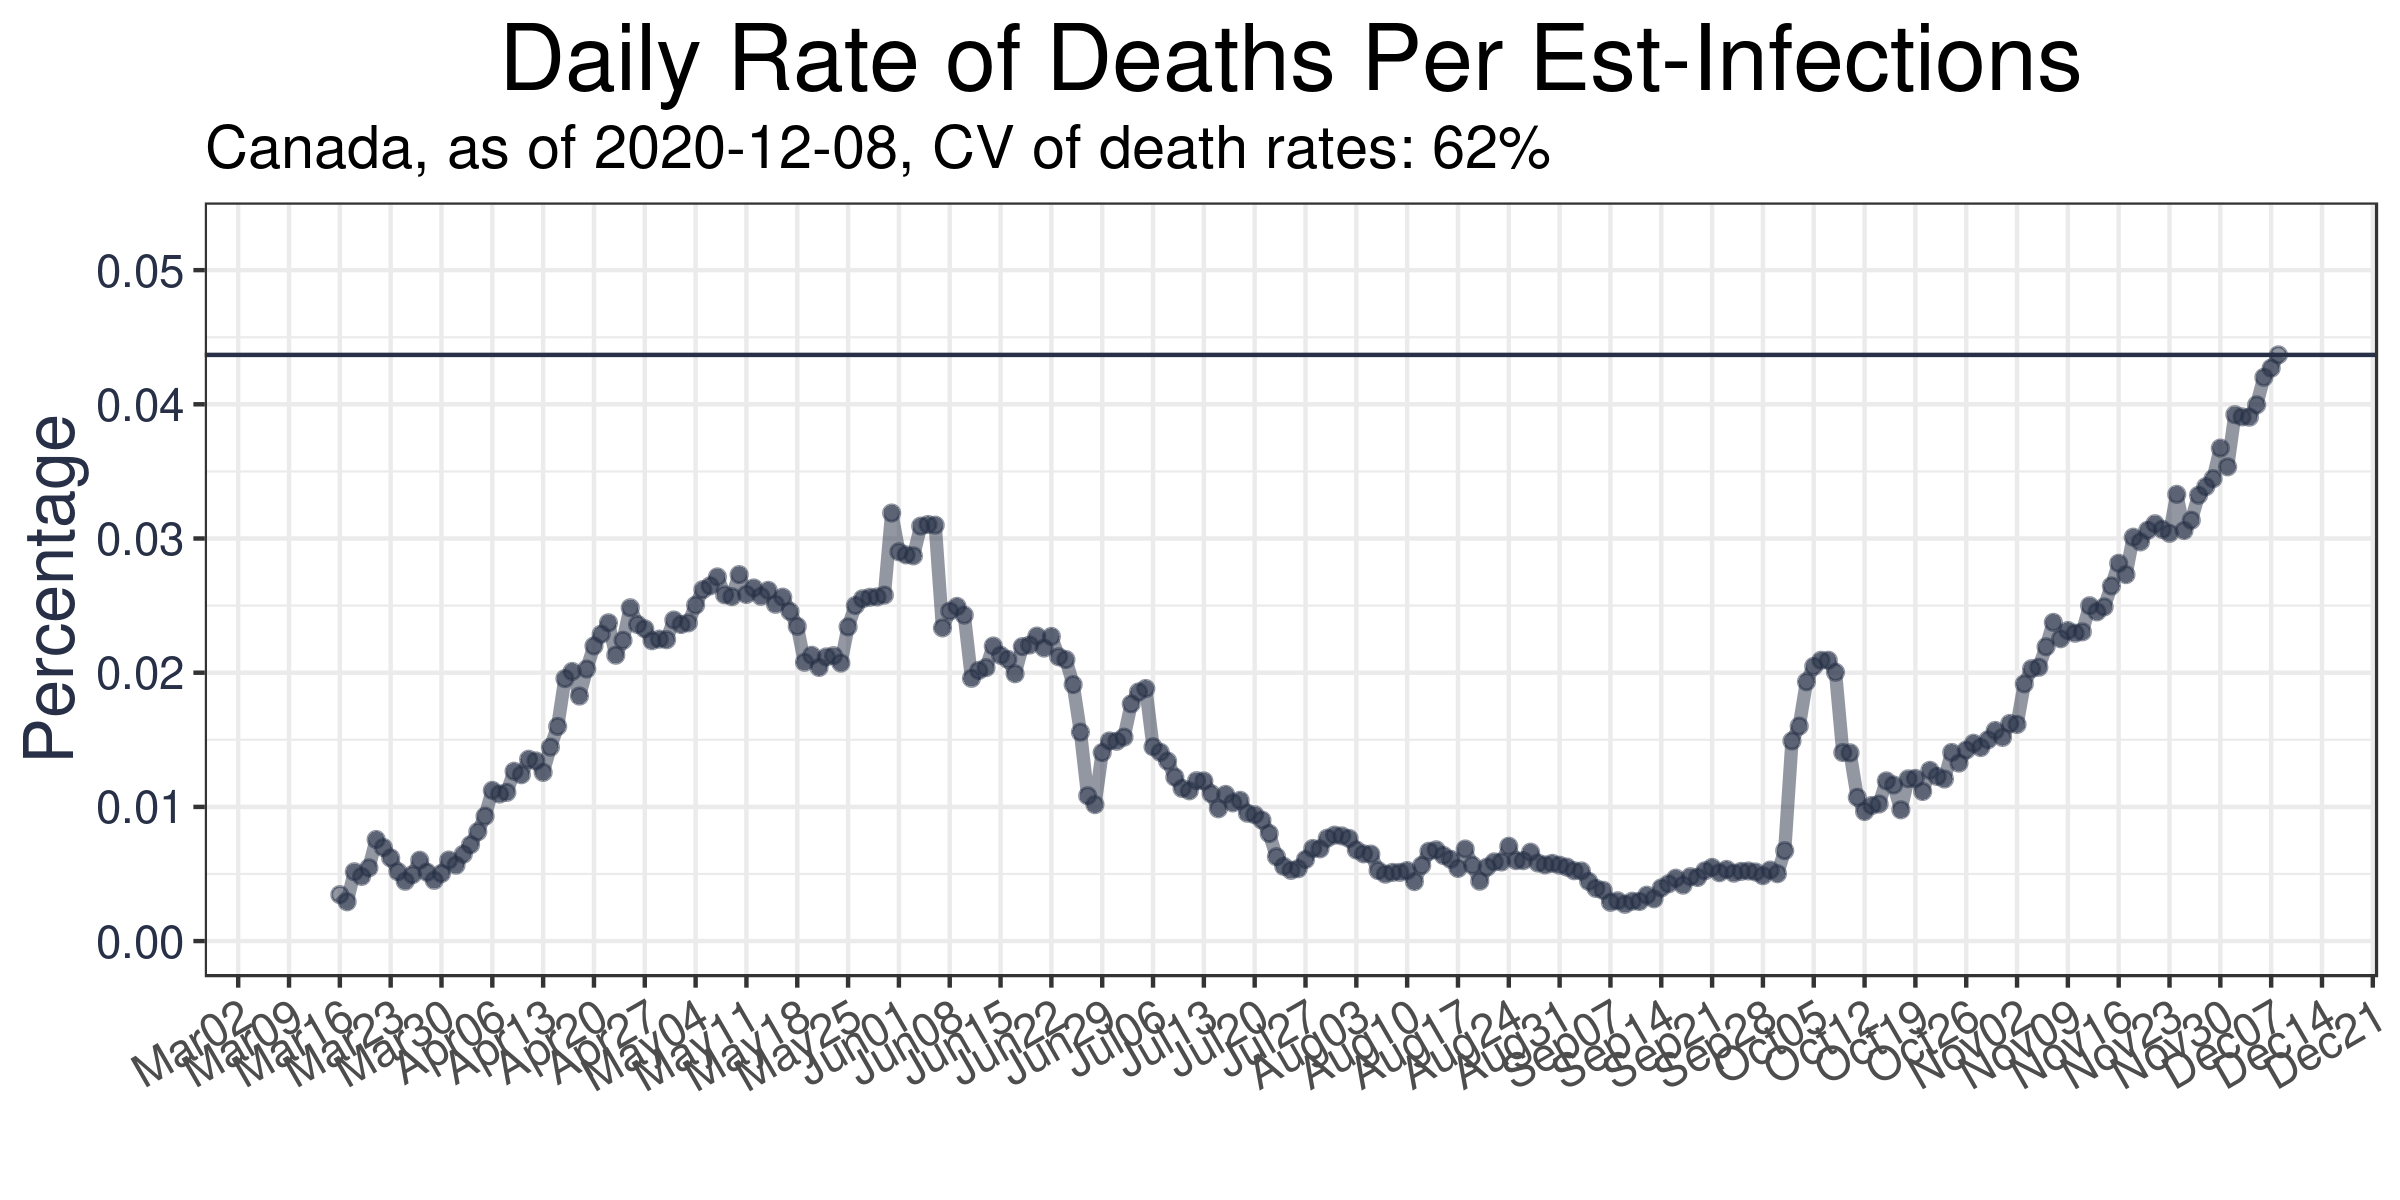 Daily Rate of Deaths Per Est-Infections
Canada, as of 2020-12-08, CV of death rates: 62%
Percentage
0.05
0.04
0.03
0.02
0.01
0.00
Mar02
Mar09
Mar16
Mar23
Mar30
Apr06
Apr13
Apr20
Apr27
May04
May11
May18
May25
Jun01
Jun08
Jun15
Jun22
Jun29
Jul06
Jul13
Jul20
Jul27
Aug03
Aug10
Aug17
Aug24
Aug31
Sep07
Sep14
Sep21
Sep28
Oct05
Oct12
Oct19
Oct26
Nov02
Nov09
Nov16
Nov23
Nov30
Dec07
Dec14
Dec21